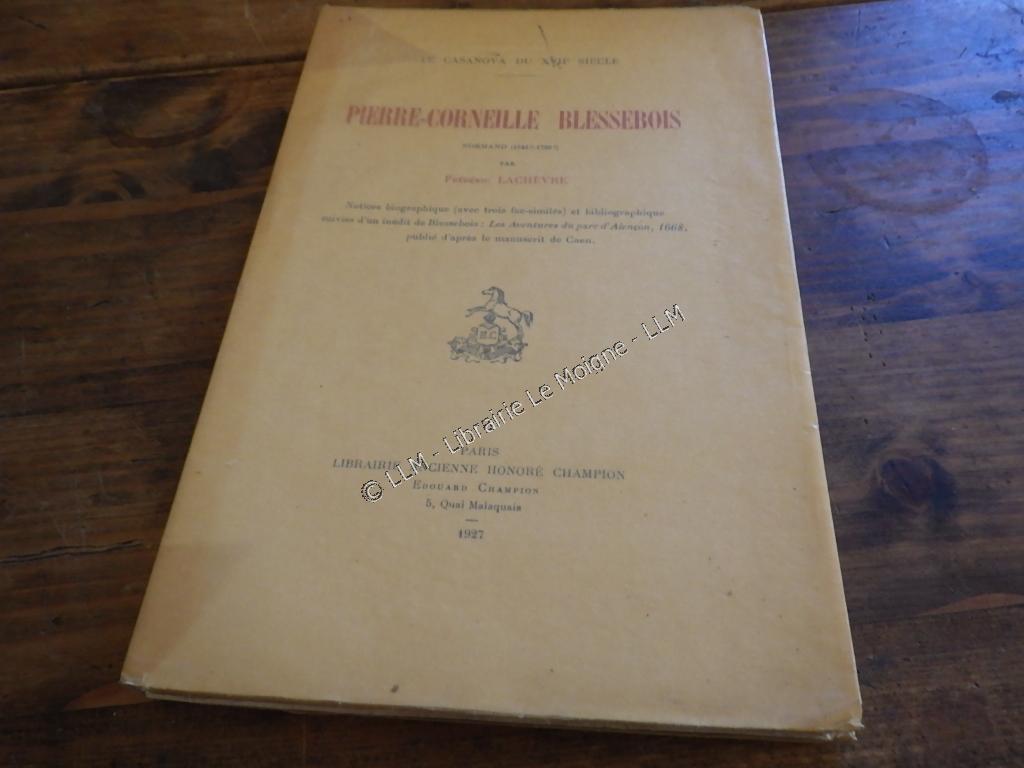 LE CASANOVA DU XVIIe SIÈCLE
PIERRE-CORNEILLE BLESSEBOIS
NORMAND
PAR
Frédéric LACHÈVRE
Notices biographique (avec trois fac-similés) et bibliographique
suivies d'un inédit de Blessebois : Les Aventures du parc d'Alençon, 1668,
publié d'après le manuscrit de Caen.
H.C
© LLM - Librairie Le Moigne - LLM
PARIS
LIBRAIRIE ANCIENNE HONORÉ CHAMPION
Edouard Champion
5, Quai Malaquais
1927